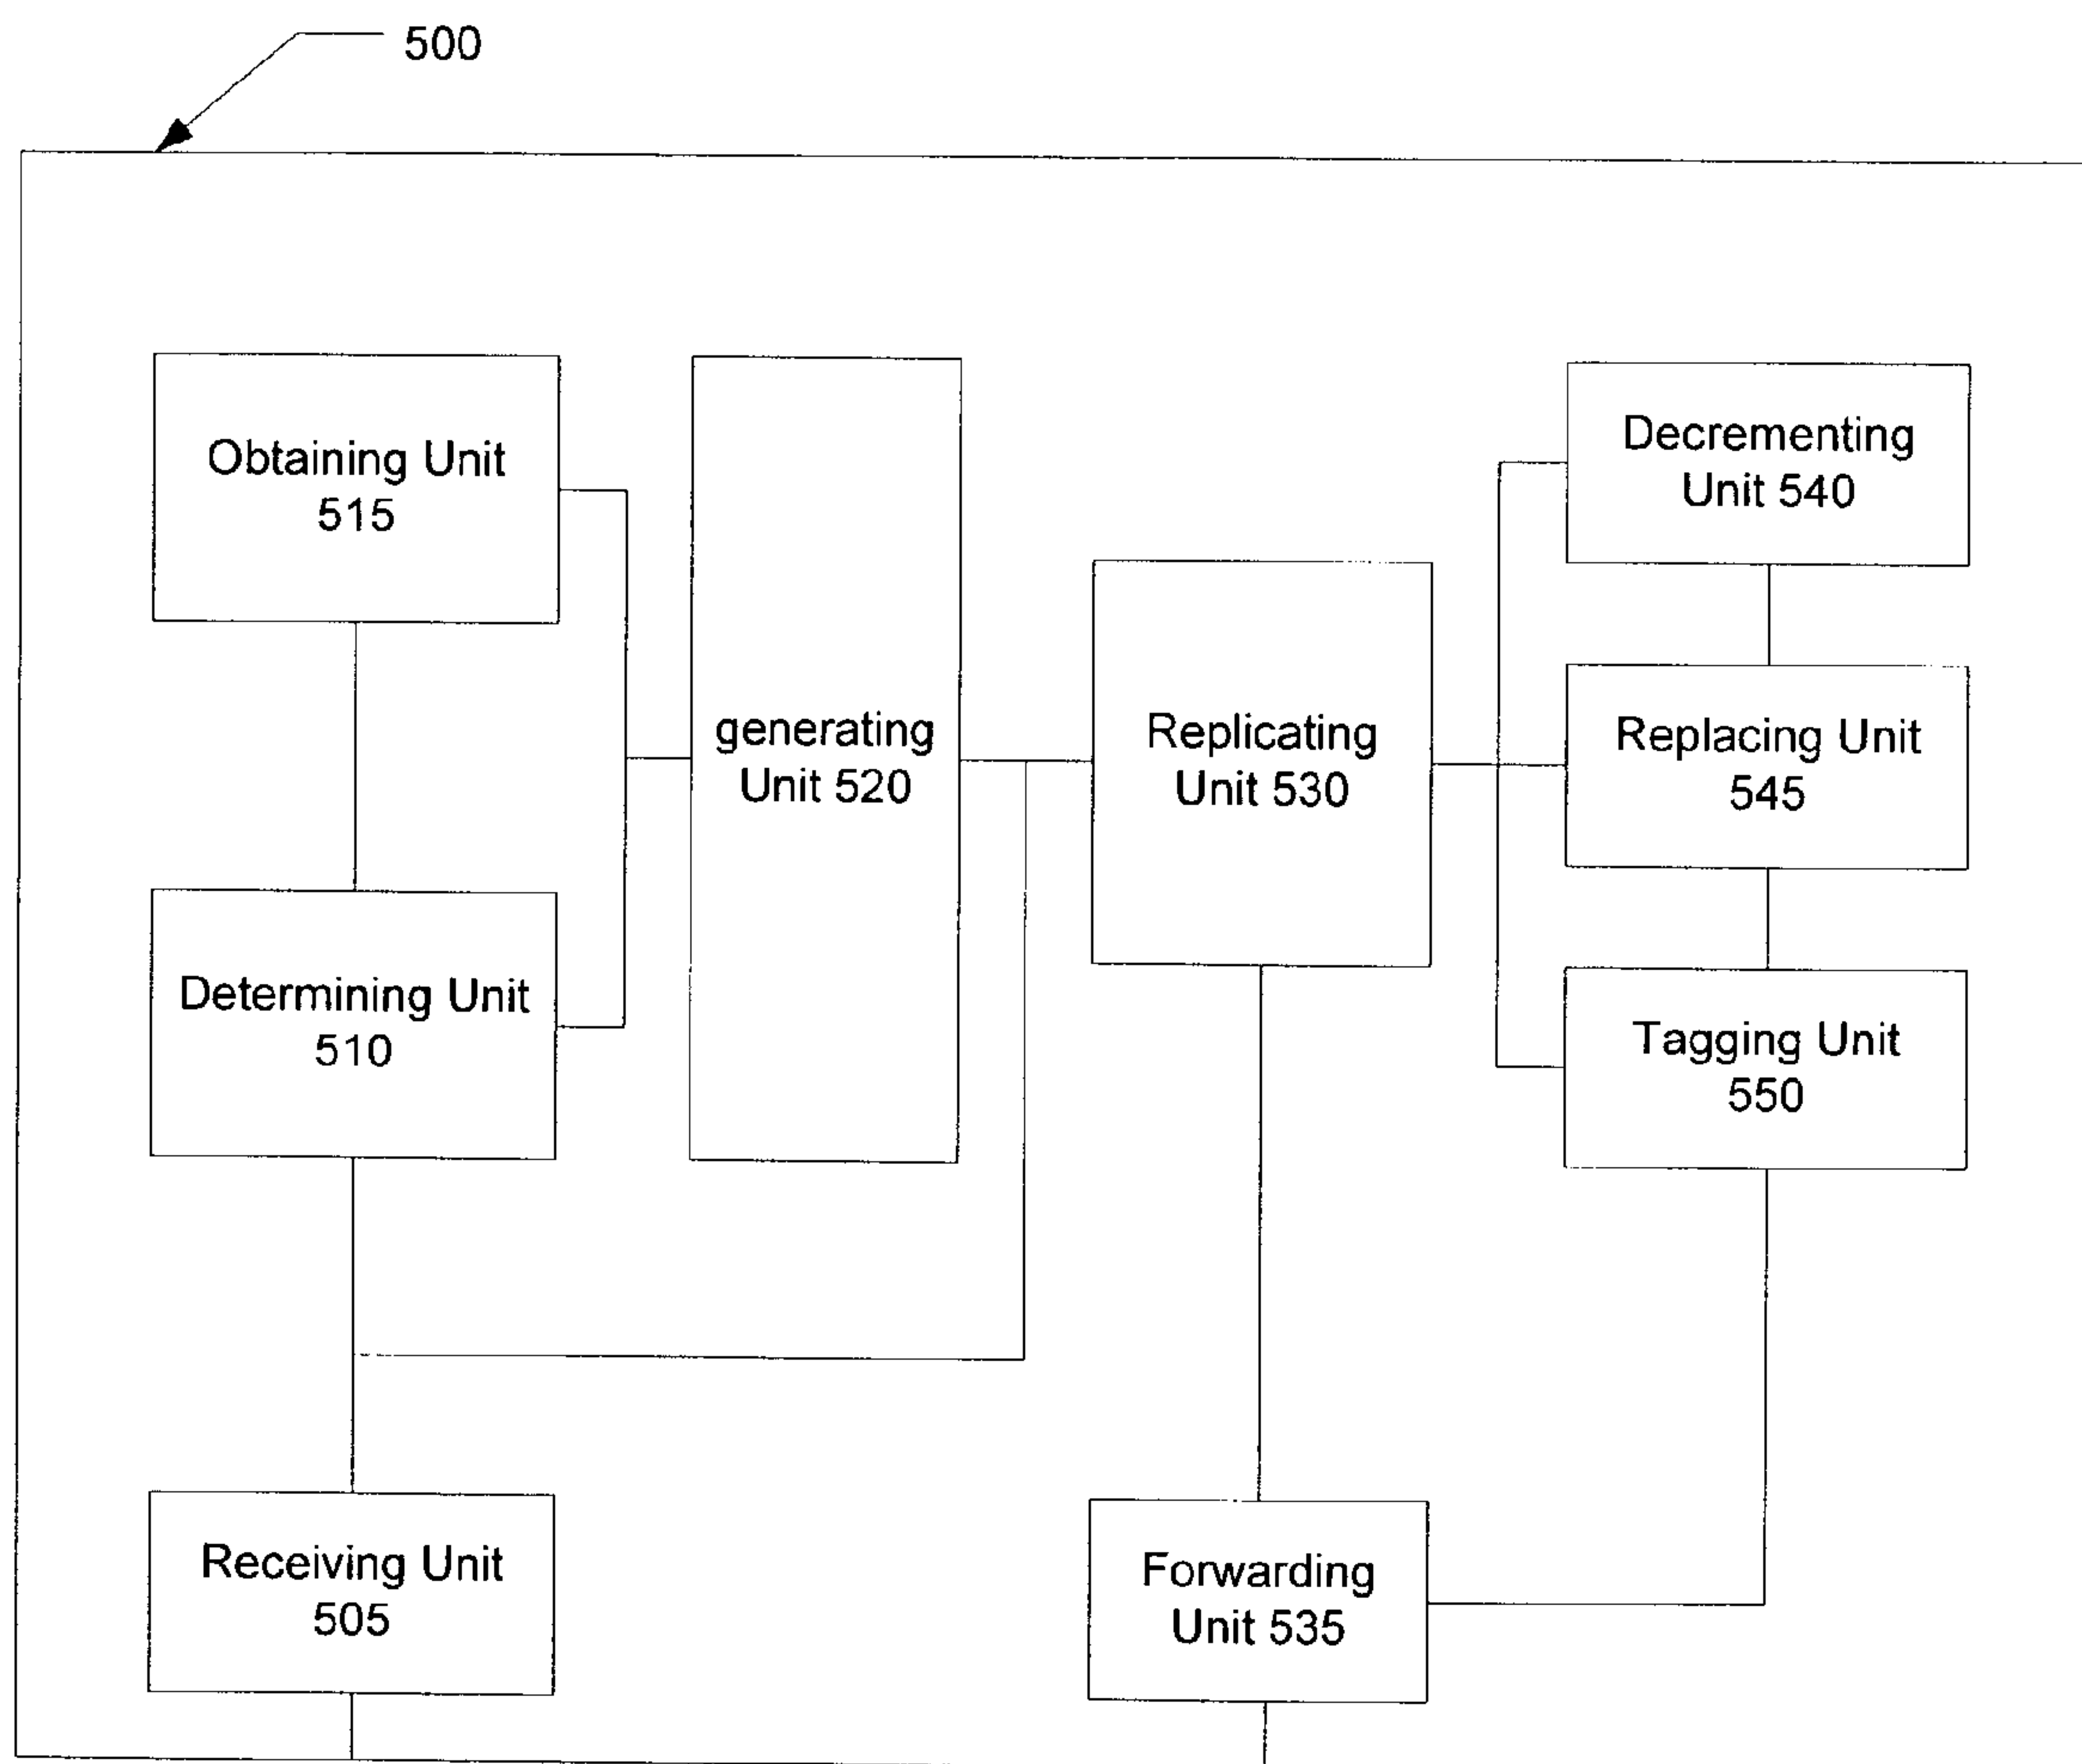 500
Obtaining Unit
515
generating
Unit 520
Decrementing
Unit 540
Replicating
Unit 530
Replacing Unit
545
Determining Unit
510
Tagging Unit
550
Receiving Unit
505
Forwarding
Unit 535